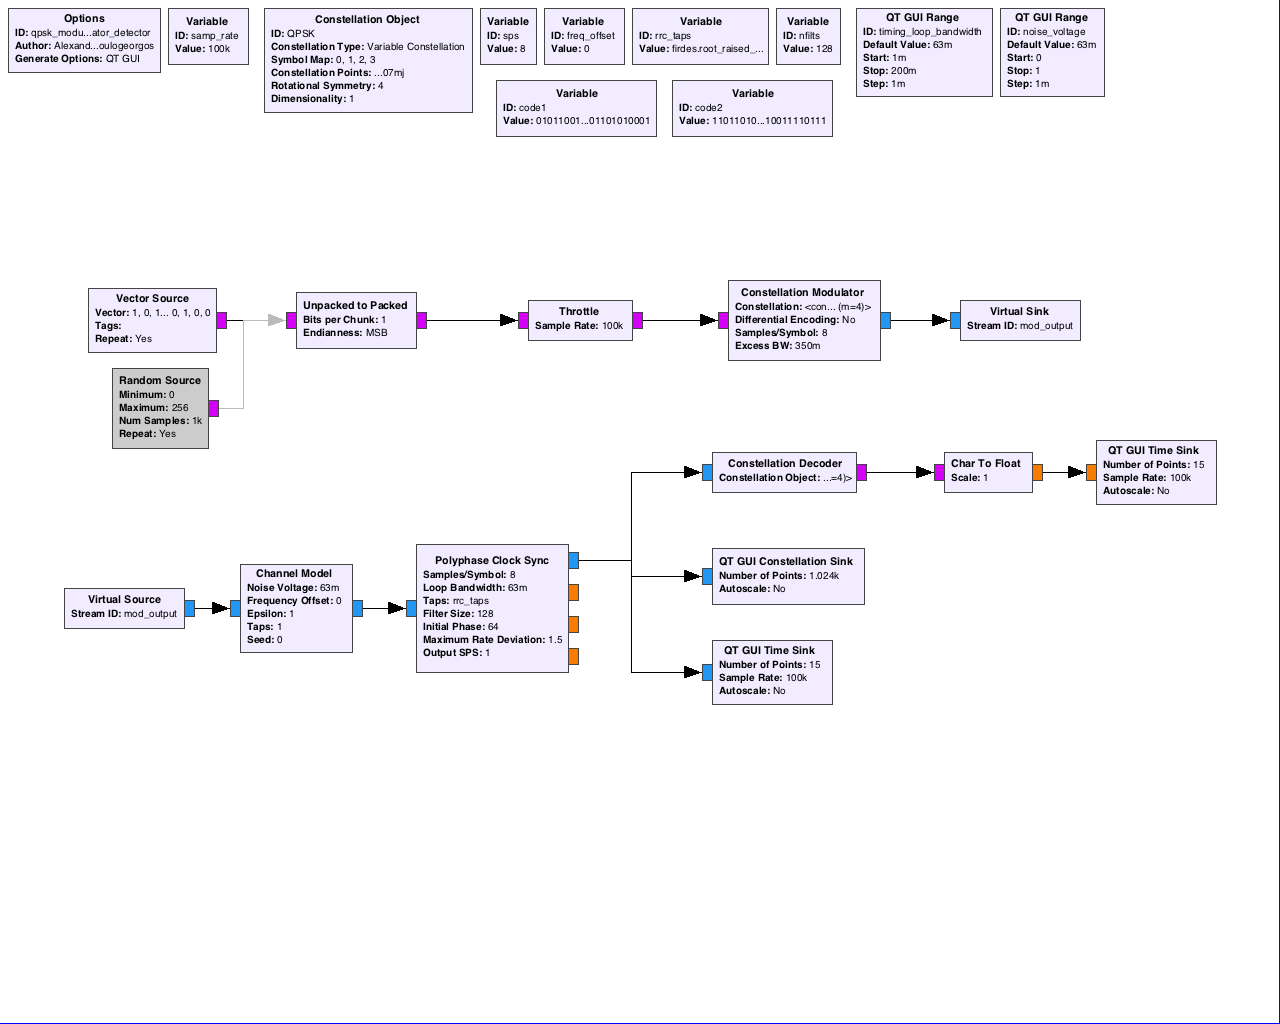 Options
ID: qpsk_modu...ator_detector
Author: Alexand...oulogeorgos
Generate Options: QT GUI
Variable
ID: samp_rate
Value: 100k
Constellation Object
ID: QPSK
Constellation Type: Variable Constellation
Symbol Map: 0, 1, 2, 3
Constellation Points: ...07mj
Rotational Symmetry: 4
Dimensionality: 1
Variable
ID: sps
Value: 8
Variable
ID: freq_offset
Value: 0
Variable
ID: rrc_taps
Value: firdes.root_raised_...
Variable
ID: nfilts
Value: 128
QT GUI Range
ID: timing_loop_bandwidth
Default Value: 63m
Start: 1m
Stop: 200m
Step: 1m
QT GUI Range
ID: noise_voltage
Default Value: 63m
Start: 0
Stop: 1
Step: 1m
Variable
ID: code1
Value: 01011001...01101010001
Variable
ID: code2
Value: 11011010...10011110111
Vector Source
Vector: 1, 0, 1... 0, 1, 0, 0
Tags:
Repeat: Yes
Unpacked to Packed
Bits per Chunk: 1
Endianness: MSB
Throttle
Sample Rate: 100k
Constellation Modulator
Constellation: <con... (m=4)>
Differential Encoding: No
Samples/Symbol: 8
Excess BW: 350m
Virtual Sink
Stream ID: mod_output
Random Source
Minimum: 0
Maximum: 256
Num Samples: 1k
Repeat: Yes
Constellation Decoder
Constellation Object: ...=4)>
Char To Float
Scale: 1
QT GUI Time Sink
Number of Points: 15
Sample Rate: 100k
Autoscale: No
Virtual Source
Stream ID: mod_output
Channel Model
Noise Voltage: 63m
Frequency Offset: 0
Epsilon: 1
Taps: 1
Seed: 0
Polyphase Clock Sync
Samples/Symbol: 8
Loop Bandwidth: 63m
Taps: rrc_taps
Filter Size: 128
Initial Phase: 64
Maximum Rate Deviation: 1.5
Output SPS: 1
QT GUI Constellation Sink
Number of Points: 1.024k
Autoscale: No
QT GUI Time Sink
Number of Points: 15
Sample Rate: 100k
Autoscale: No